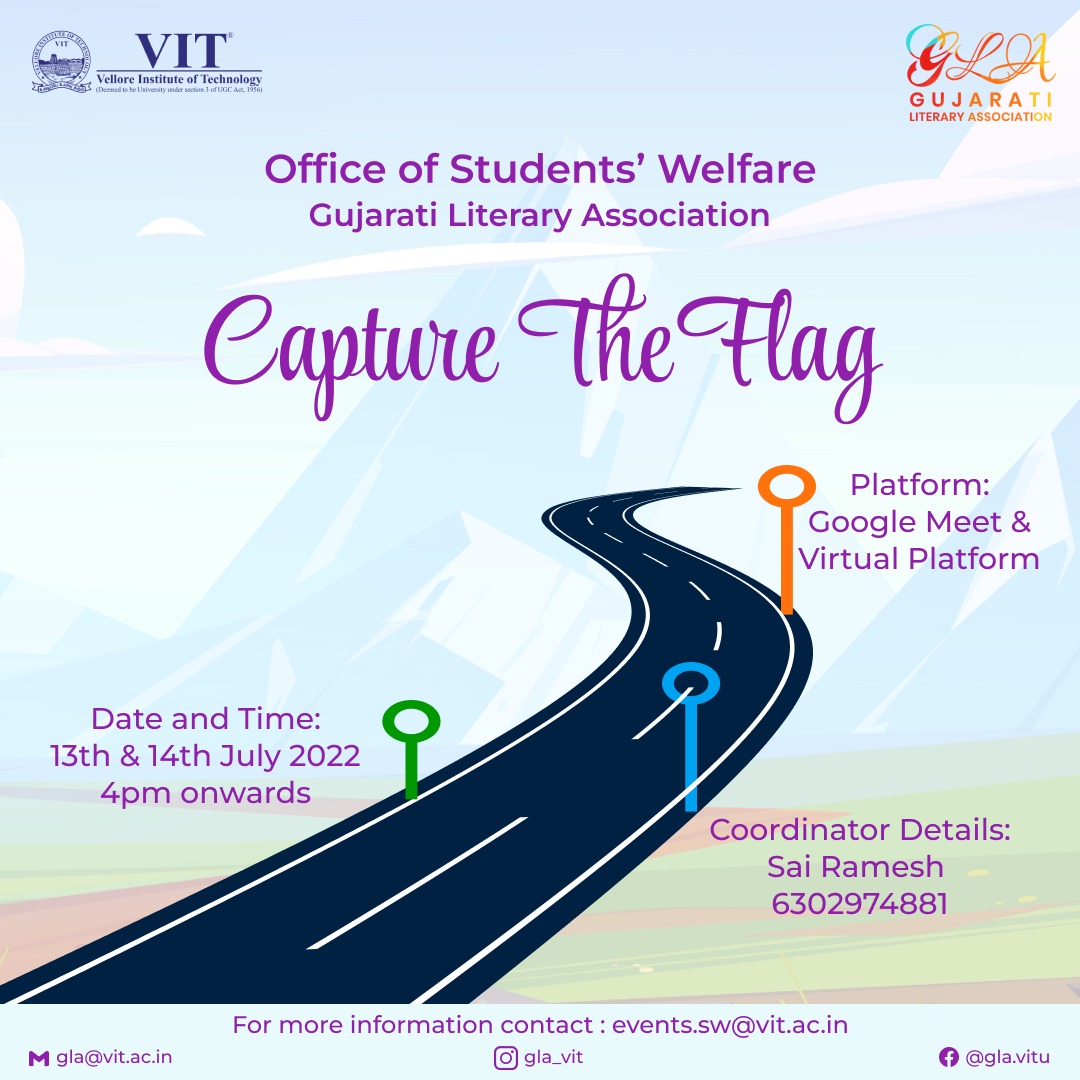 VIT®
Vellore Institute of Technology
(Deemed to be University under section 3 of UGC Act, 1956)
GLA
GUJARATI
LITERARY ASSOCIATION
Office of Students’ Welfare
Gujarati Literary Association
Capture The Flag
Platform:
Google Meet &
Virtual Platform
Date and Time:
13th & 14th July 2022
4pm onwards
Coordinator Details:
Sai Ramesh
6302974881
For more information contact : events.sw@vit.ac.in
gla@vit.ac.in
gla_vit
@gla.vitu